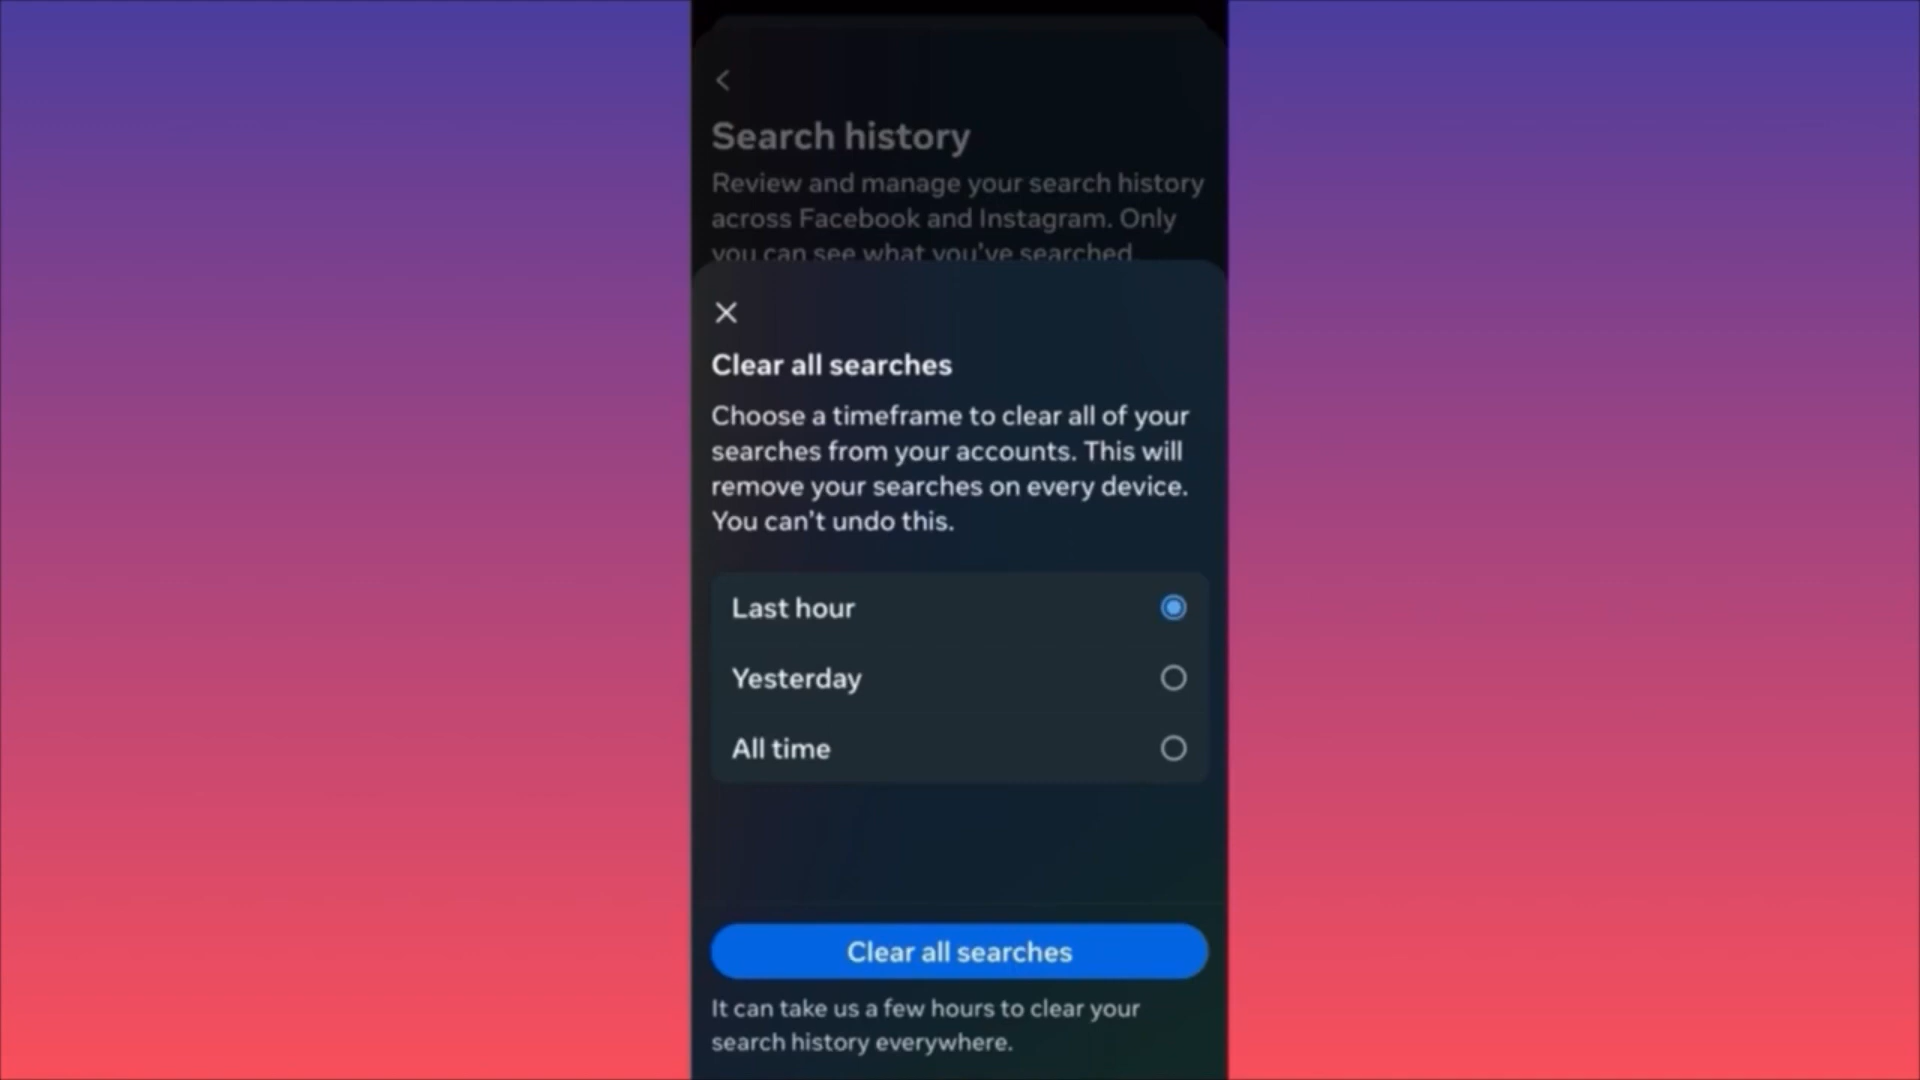 Search history
Review and manage your search history
across Facebook and Instagram. Only
you can see what you've searched.
Clear all searches
Choose a timeframe to clear all of your
searches from your accounts. This will
remove your searches on every device.
You can't undo this.
Last hour
Yesterday
All time
Clear all searches
It can take us a few hours to clear your
search history everywhere.